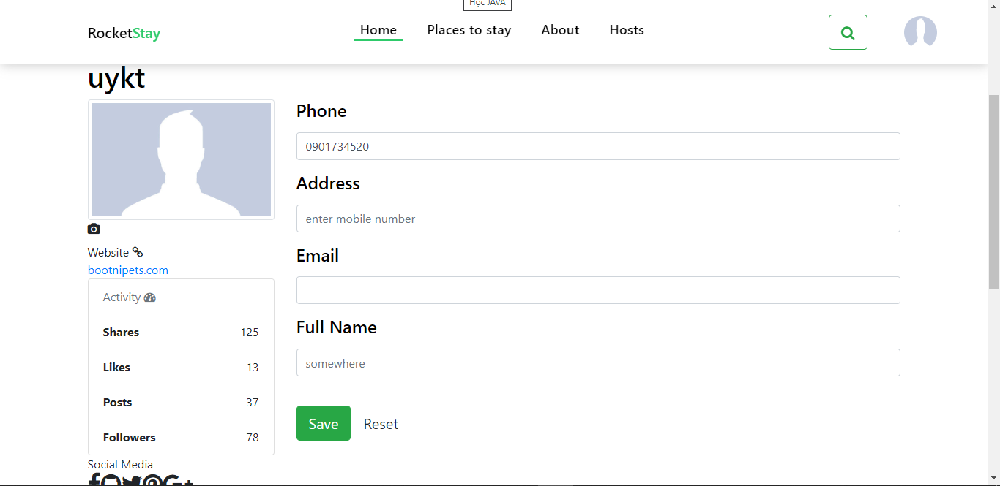 Học JAVA
RocketStay
Home
Places to stay
About
Hosts
uykt
Phone
0901734520
Address
enter mobile number
Email
Full Name
somewhere
Save
Reset
Website
bootnipets.com
Activity
Shares 125
Likes 13
Posts 37
Followers 78
Social Media